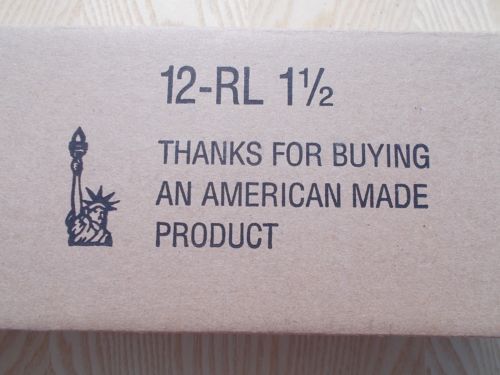 12-RL 1½
THANKS FOR BUYING
AN AMERICAN MADE
PRODUCT